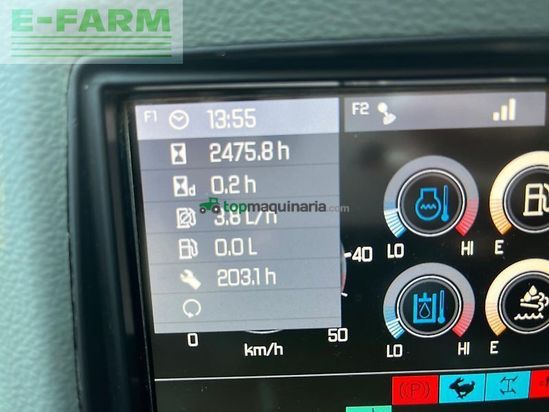 E-FARM
F1 13:55
F2
2475.8 h
d 0.2 h
topmaquinaria.com
3.8 L/h
0.0 L
203.1 h
40
0 50
km/h
LO HI E
LO HI E
(P)